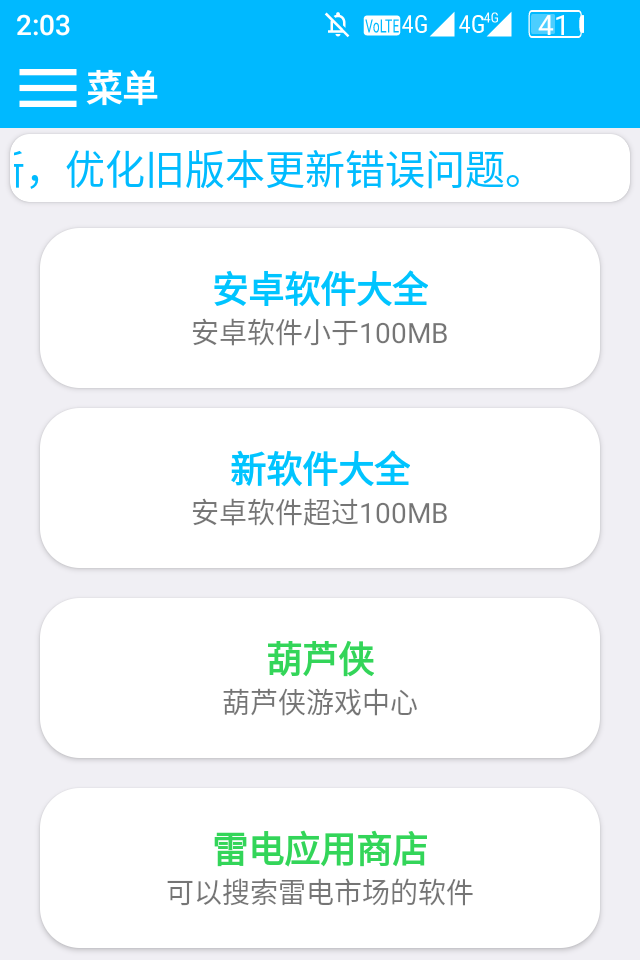 2:03
VoLTE 4G 4G 4G 41
菜单
，优化旧版本更新错误问题。
安卓软件大全
安卓软件小于100MB
新软件大全
安卓软件超过100MB
葫芦侠
葫芦侠游戏中心
雷电应用商店
可以搜索雷电市场的软件